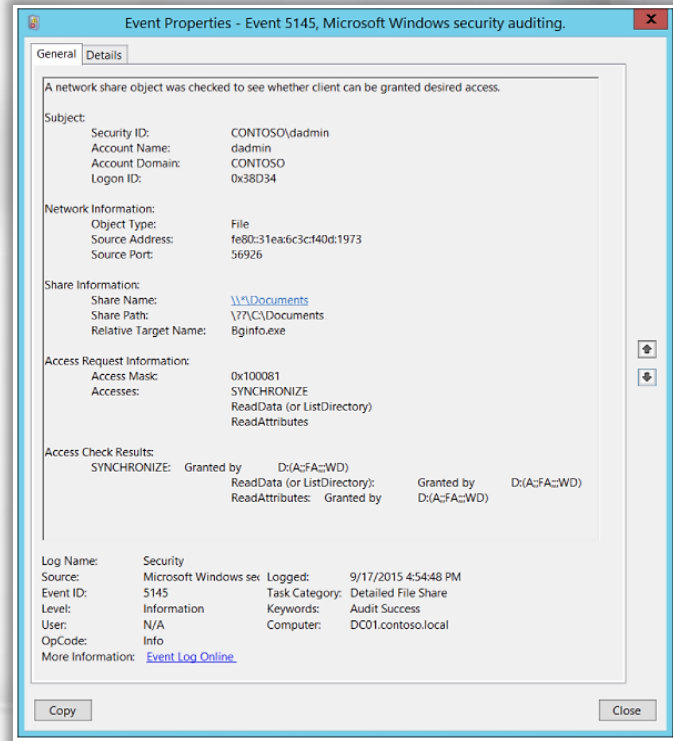 Event Properties - Event 5145, Microsoft Windows security auditing.
X
General Details
A network share object was checked to see whether client can be granted desired access.
Subject:
Security ID: CONTOSO\dadmin
Account Name: dadmin
Account Domain: CONTOSO
Logon ID: 0x38D34
Network Information:
Object Type: File
Source Address: fe80::31ea:6c3c:f40d:1973
Source Port: 56926
Share Information:
Share Name: \\*\Documents
Share Path: \??\C:\Documents
Relative Target Name: Bginfo.exe
Access Request Information:
Access Mask: 0x100081
Accesses: SYNCHRONIZE
ReadData (or ListDirectory)
ReadAttributes
Access Check Results:
SYNCHRONIZE: Granted by D:(A;;FA;;;WD)
ReadData (or ListDirectory): Granted by D:(A;;FA;;;WD)
ReadAttributes: Granted by D:(A;;FA;;;WD)
Log Name: Security
Source: Microsoft Windows sec Logged: 9/17/2015 4:54:48 PM
Event ID: 5145 Task Category: Detailed File Share
Level: Information Keywords: Audit Success
User: N/A Computer: DC01.contoso.local
OpCode: Info
More Information: Event Log Online
Copy Close